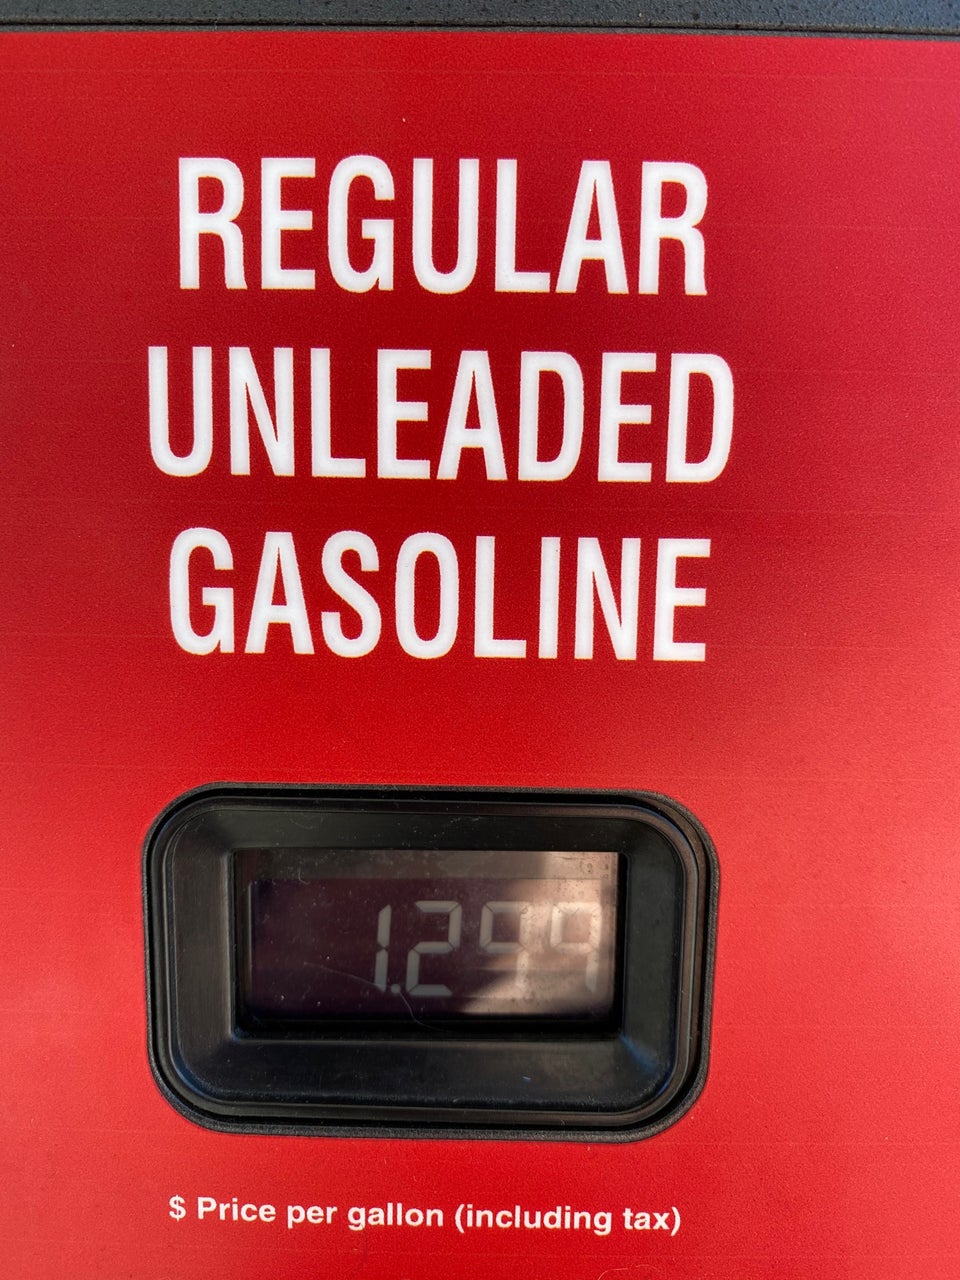 REGULAR
UNLEADED
GASOLINE
1.299
$ Price per gallon (including tax)